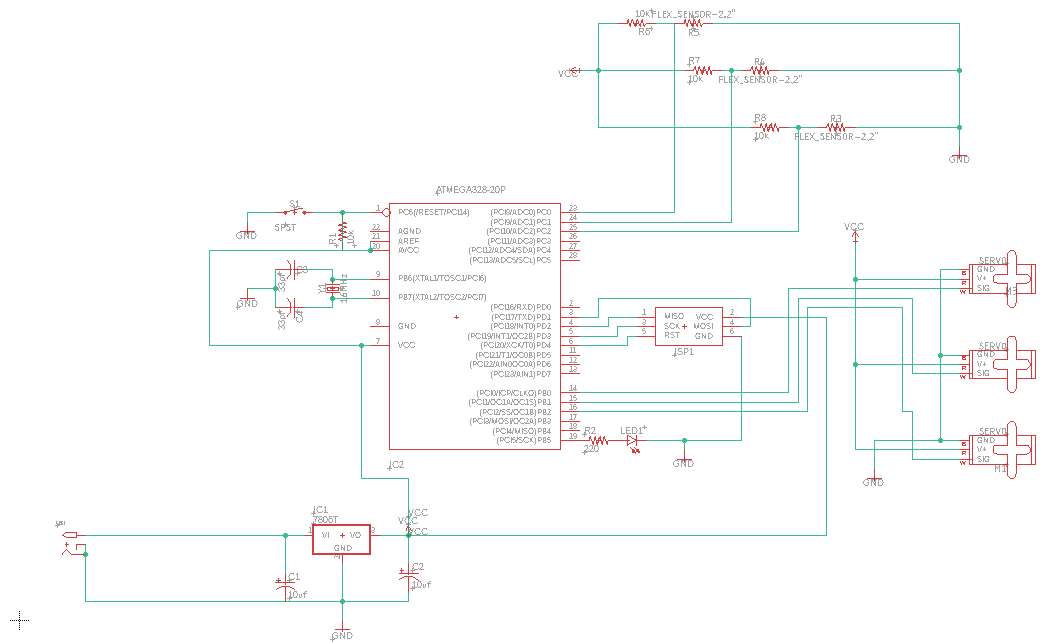 10k FLEX_SENSOR-2.2"
R6 R5
VCC
R7 R4
10k FLEX_SENSOR-2.2"
R8 R3
10k FLEX_SENSOR-2.2"
GND
ATMEGA328-20P
S1
SPST
GND
R1
10k
1 PC6(/RESET/PCI14)
22 AGND
21 AREF
20 AVCC
9 PB6(XTAL1/TOSC1/PCI6)
10 PB7(XTAL2/TOSC2/PCI7)
8 GND
7 VCC
(PCI8/ADC0)PC0 23
(PCI9/ADC1)PC1 24
(PCI10/ADC2)PC2 25
(PCI11/ADC3)PC3 26
(PCI12/ADC4/SDA)PC4 27
(PCI13/ADC5/SCL)PC5 28
(PCI16/RXD)PD0 2
(PCI17/TXD)PD1 3
(PCI18/INT0)PD2 4
(PCI19/INT1/OC2B)PD3 5
(PCI20/XCK/T0)PD4 6
(PCI21/T1/OC0B)PD5 11
(PCI22/AIN0/OC0A)PD6 12
(PCI23/AIN1)PD7 13
(PCI0/ICP/CLKO)PB0 14
(PCI1/OC1A/OC1S)PB1 15
(PCI2/SS/OC1B)PB2 16
(PCI3/MOSI/OC2A)PB3 17
(PCI4/MISO)PB4 18
(PCI5/SCK)PB5 19
IC2
33pf C3
Y1
16MHz
GND
33pf C4
1 MISO VCC 2
3 SCK MOSI 4
5 RST GND 6
ISP1
R2
220
LED1
GND
VCC
SERVO
B GND
R V+
W SIG
M3
SERVO
B GND
R V+
W SIG
SERVO
B GND
R V+
W SIG
M1
GND
IC1
7805T
1 VI VO 3
GND
2
VCC
VCC
VCC
C1
10uf
C2
10uf
GND